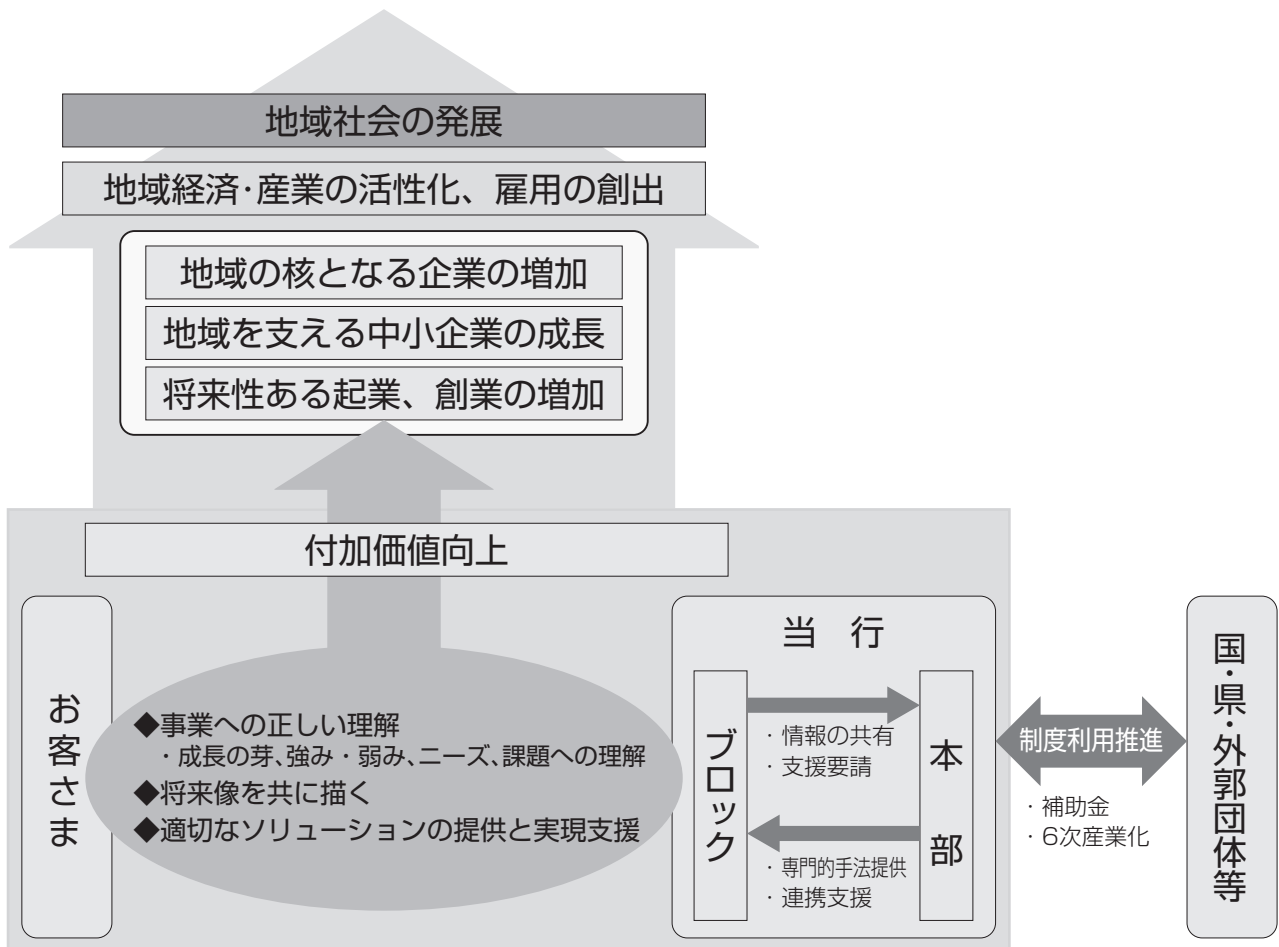 地域社会の発展
地域経済・産業の活性化、雇用の創出
地域の核となる企業の増加
地域を支える中小企業の成長
将来性ある起業、創業の増加
付加価値向上
お客さま
◆事業への正しい理解
・成長の芽、強み・弱み、ニーズ、課題への理解
◆将来像を共に描く
◆適切なソリューションの提供と実現支援
当 行
ブロック
・情報の共有
・支援要請
・専門的手法提供
・連携支援
本 部
制度利用推進
・補助金
・6次産業化
国・県・外郭団体等